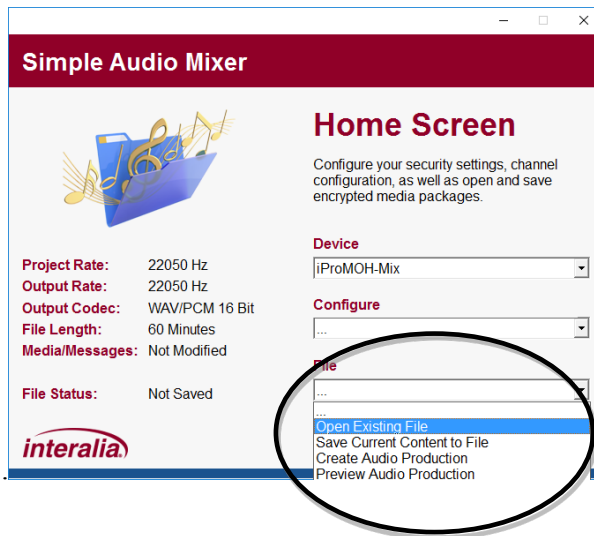 Simple Audio Mixer
Home Screen
Configure your security settings, channel
configuration, as well as open and save
encrypted media packages.
Device
iProMOH-Mix
Configure
...
File
...
...
Open Existing File
Save Current Content to File
Create Audio Production
Preview Audio Production
Project Rate: 22050 Hz
Output Rate: 22050 Hz
Output Codec: WAV/PCM 16 Bit
File Length: 60 Minutes
Media/Messages: Not Modified
File Status: Not Saved
interalia
.